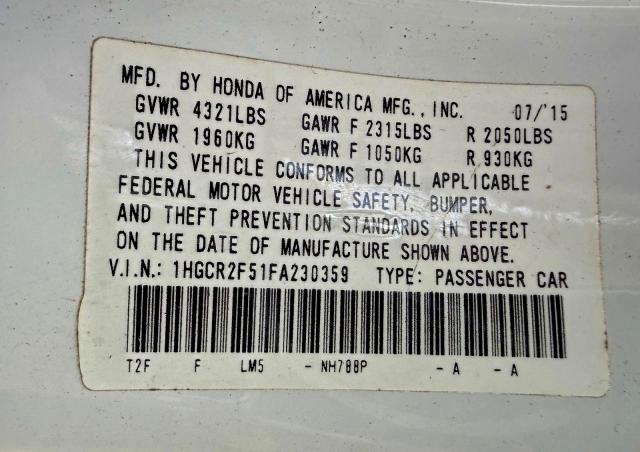 MFD. BY HONDA OF AMERICA MFG., INC. 07/'15
GVWR 4321LBS GAWR F 2315LBS R 2050LBS
GVWR 1960KG GAWR F 1050KG R 930KG
THIS VEHICLE CONFORMS TO ALL APPLICABLE
FEDERAL MOTOR VEHICLE SAFETY, BUMPER,
AND THEFT PREVENTION STANDARDS IN EFFECT
ON THE DATE OF MANUFACTURE SHOWN ABOVE.
V.I.N.: 1HGCR2F51FA230359 TYPE: PASSENGER CAR
T2F F LM5 - NH788P - A - A